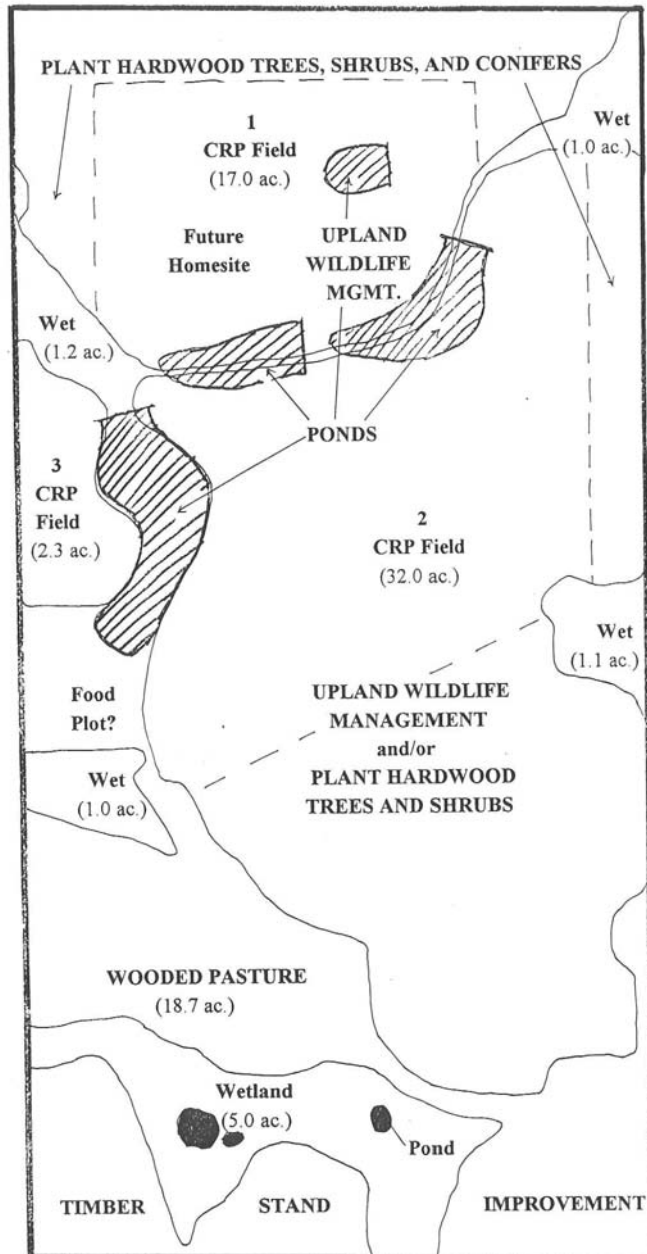 PLANT HARDWOOD TREES, SHRUBS, AND CONIFERS
1
CRP Field
(17.0 ac.)
Wet
(1.0 ac.)
Future
Homesite
UPLAND
WILDLIFE
MGMT.
Wet
(1.2 ac.)
PONDS
3
CRP
Field
(2.3 ac.)
2
CRP Field
(32.0 ac.)
Wet
(1.1 ac.)
Food
Plot?
UPLAND WILDLIFE
MANAGEMENT
and/or
PLANT HARDWOOD
TREES AND SHRUBS
Wet
(1.0 ac.)
WOODED PASTURE
(18.7 ac.)
Wetland
(5.0 ac.)
Pond
TIMBER STAND IMPROVEMENT